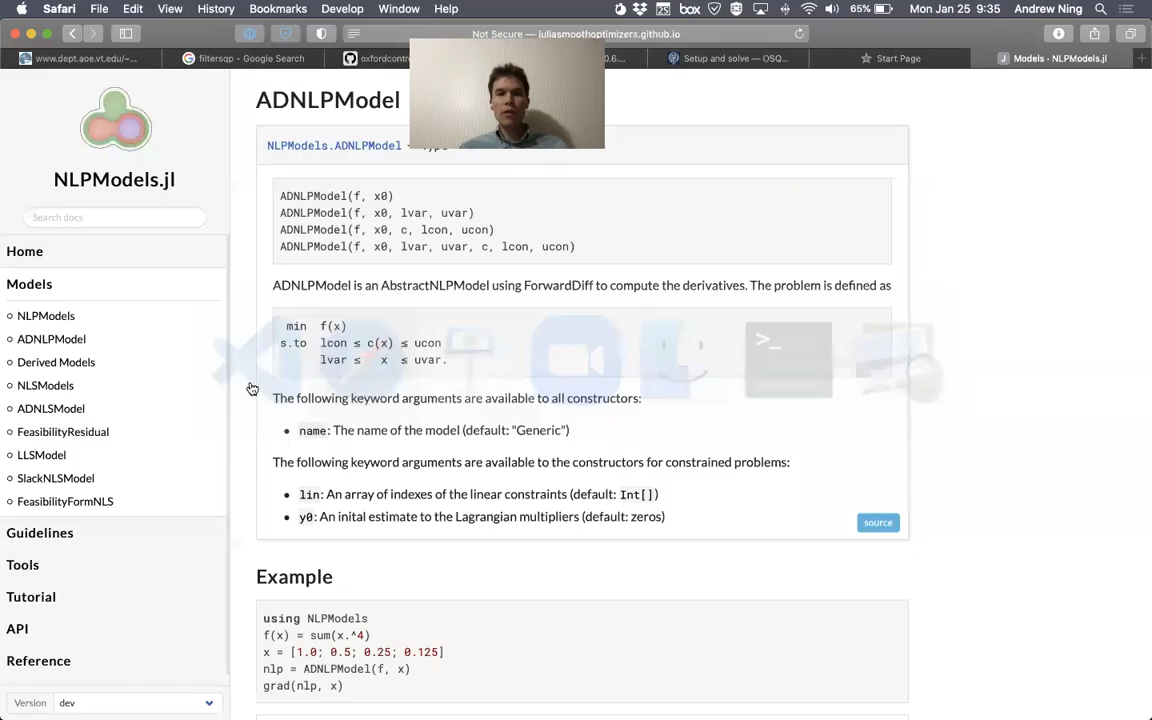 Safari File Edit View History Bookmarks Develop Window Help 25 box 65% Mon Jan 25 9:35 Andrew Ning
Not Secure — juliasmoothoptimizers.github.io
www.dept.aoe.vt.edu/~... filtersqp - Google Search oxfordcontr 0.6.... Setup and solve — OSQ... Start Page Models · NLPModels.jl
NLPModels.jl
Search docs
Home
Models
NLPModels
ADNLPModel
Derived Models
NLSModels
ADNLSModel
FeasibilityResidual
LLSModel
SlackNLSModel
FeasibilityFormNLS
Guidelines
Tools
Tutorial
API
Reference
Version dev
ADNLPModel
NLPModels.ADNLPModel
ADNLPModel(f, x0)
ADNLPModel(f, x0, lvar, uvar)
ADNLPModel(f, x0, c, lcon, ucon)
ADNLPModel(f, x0, lvar, uvar, c, lcon, ucon)
ADNLPModel is an AbstractNLPModel using ForwardDiff to compute the derivatives. The problem is defined as
min f(x)
s.to lcon ≤ c(x) ≤ ucon
lvar ≤ x ≤ uvar.
The following keyword arguments are available to all constructors:
name: The name of the model (default: "Generic")
The following keyword arguments are available to the constructors for constrained problems:
lin: An array of indexes of the linear constraints (default: Int[])
y0: An inital estimate to the Lagrangian multipliers (default: zeros)
source
Example
using NLPModels
f(x) = sum(x.^4)
x = [1.0; 0.5; 0.25; 0.125]
nlp = ADNLPModel(f, x)
grad(nlp, x)